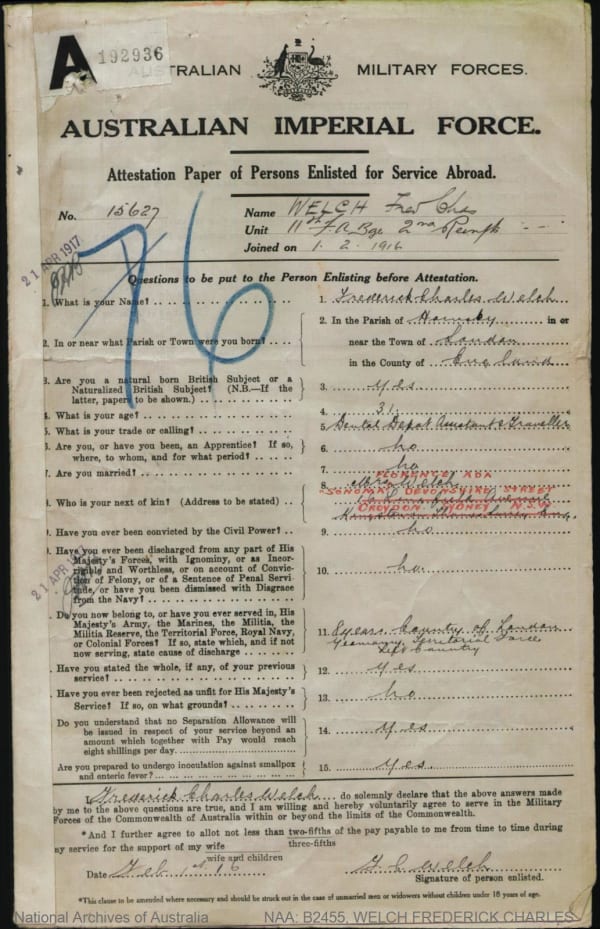 A 192936
AUSTRALIAN MILITARY FORCES.
AUSTRALIAN IMPERIAL FORCE.
Attestation Paper of Persons Enlisted for Service Abroad.
No. 15627
Name WELCH Fred Chas
Unit 11th F A Bge 2nd Reinfts
Joined on 1. 2. 1916
21 APR 1917
76
Questions to be put to the Person Enlisting before Attestation.
1. What is your Name? 1. Frederick Charles Welch
2. In or near what Parish or Town were you born? 2. In the Parish of Hornsby in or
near the Town of London
in the County of England
3. Are you a natural born British Subject or a
Naturalized British Subject? (N.B.—If the
latter, papers to be shown.) 3. yes
4. What is your age? 4. 31
5. What is your trade or calling? 5. Dental Depot Assistant & Traveller
6. Are you, or have you been, an Apprentice? If so,
where, to whom, and for what period? 6. no
7. Are you married? 7. no
8. Who is your next of kin? (Address to be stated) 8. FLORENCE ADA
Welch
"SONOMA" DEVONSHIRE STREET
CROYDON SYDNEY N.S.W
9. Have you ever been convicted by the Civil Power? 9. no
10. Have you ever been discharged from any part of His
Majesty's Forces, with Ignominy, or as Incor-
rigible and Worthless, or on account of Convic-
tion of Felony, or of a Sentence of Penal Servi-
tude, or have you been dismissed with Disgrace
from the Navy? 10. no
21 APR
Do you now belong to, or have you ever served in, His
Majesty's Army, the Marines, the Militia, the
Militia Reserve, the Territorial Force, Royal Navy,
or Colonial Forces? If so, state which, and if not
now serving, state cause of discharge 11. 8 years County of London
Yeomanry Territorial Force
Left Country
Have you stated the whole, if any, of your previous
service? 12. yes
Have you ever been rejected as unfit for His Majesty's
Service? If so, on what grounds? 13. no
Do you understand that no Separation Allowance will
be issued in respect of your service beyond an
amount which together with Pay would reach
eight shillings per day 14. yes
Are you prepared to undergo inoculation against smallpox
and enteric fever? 15. yes.
I, Frederick Charles Welch do solemnly declare that the above answers made
by me to the above questions are true, and I am willing and hereby voluntarily agree to serve in the Military
Forces of the Commonwealth of Australia within or beyond the limits of the Commonwealth.
*And I further agree to allot not less than two-fifths of the pay payable to me from time to time during
three-fifths
my service for the support of my wife
wife and children
Date Feb 1st 16 F C Welch
Signature of person enlisted.
*This clause to be amended where necessary and should be struck out in the case of unmarried men or widowers without children under 18 years of age.
National Archives of Australia NAA: B2455, WELCH FREDERICK CHARLES